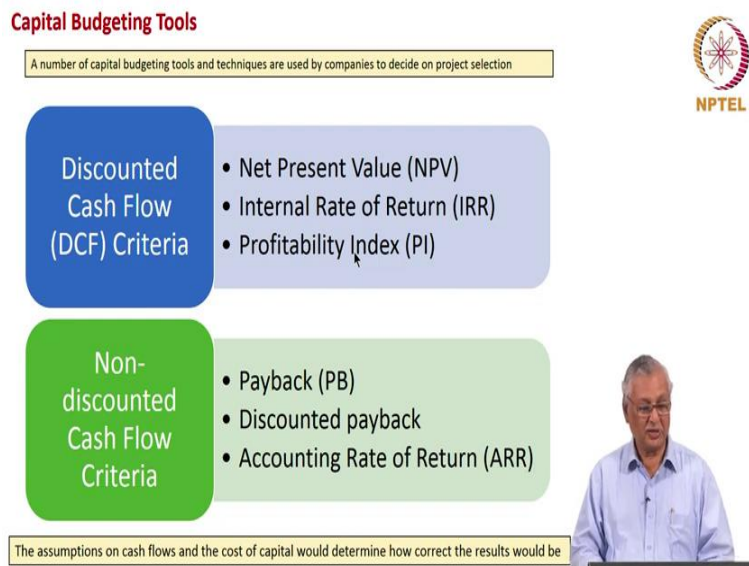 Capital Budgeting Tools
A number of capital budgeting tools and techniques are used by companies to decide on project selection
NPTEL
Discounted
Cash Flow
(DCF) Criteria
• Net Present Value (NPV)
• Internal Rate of Return (IRR)
• Profitability Index (PI)
Non-
discounted
Cash Flow
Criteria
• Payback (PB)
• Discounted payback
• Accounting Rate of Return (ARR)
The assumptions on cash flows and the cost of capital would determine how correct the results would be